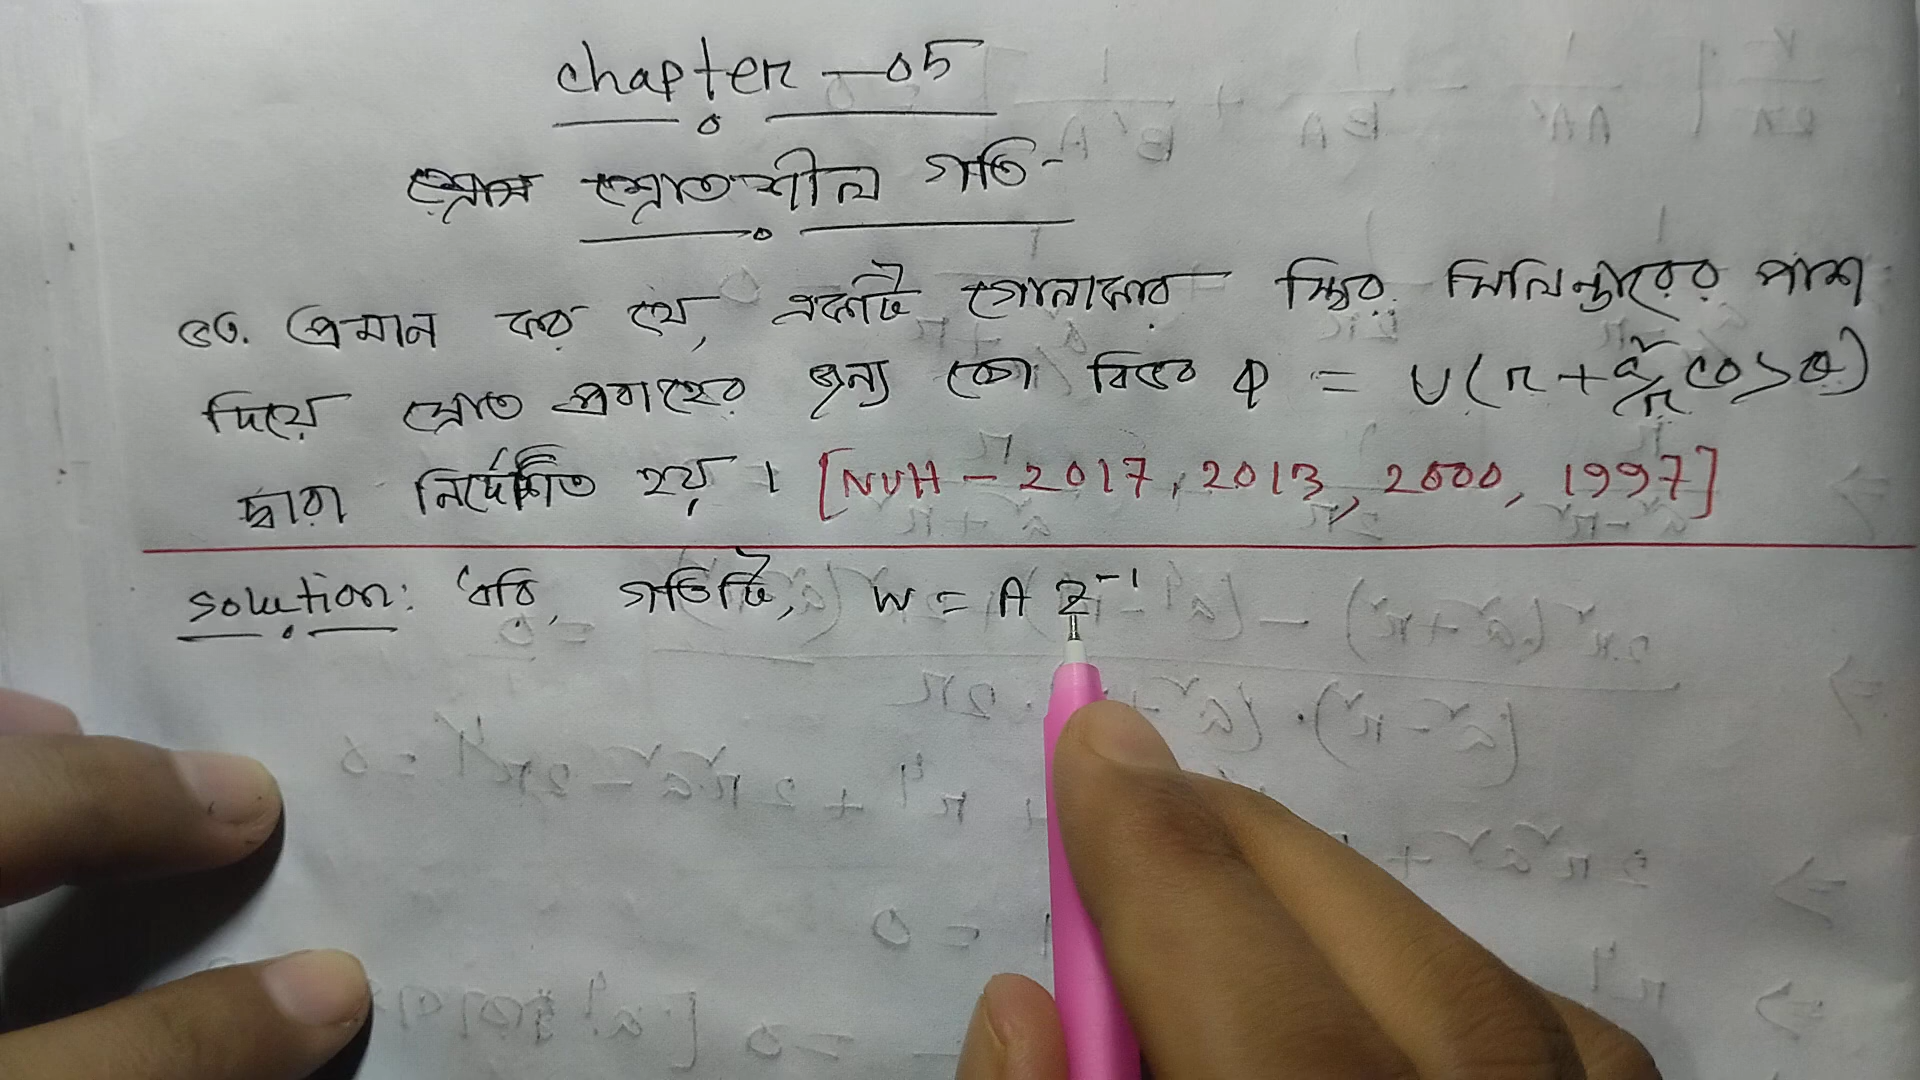 chapter - 05
স্রোতশীল গতি-
৩৩. প্রমান কর যে, একটি গোলাকার স্থির সিলিন্ডারের পাশ
দিয়ে স্রোত প্রবাহের জন্য বেগ বিভব φ = U(r + a²/r cosθ)
দ্বারা নির্দেশিত হয়। [NUH - 2017, 2013, 2000, 1997]
solution: ধরি, গতিটি, W = A z⁻¹